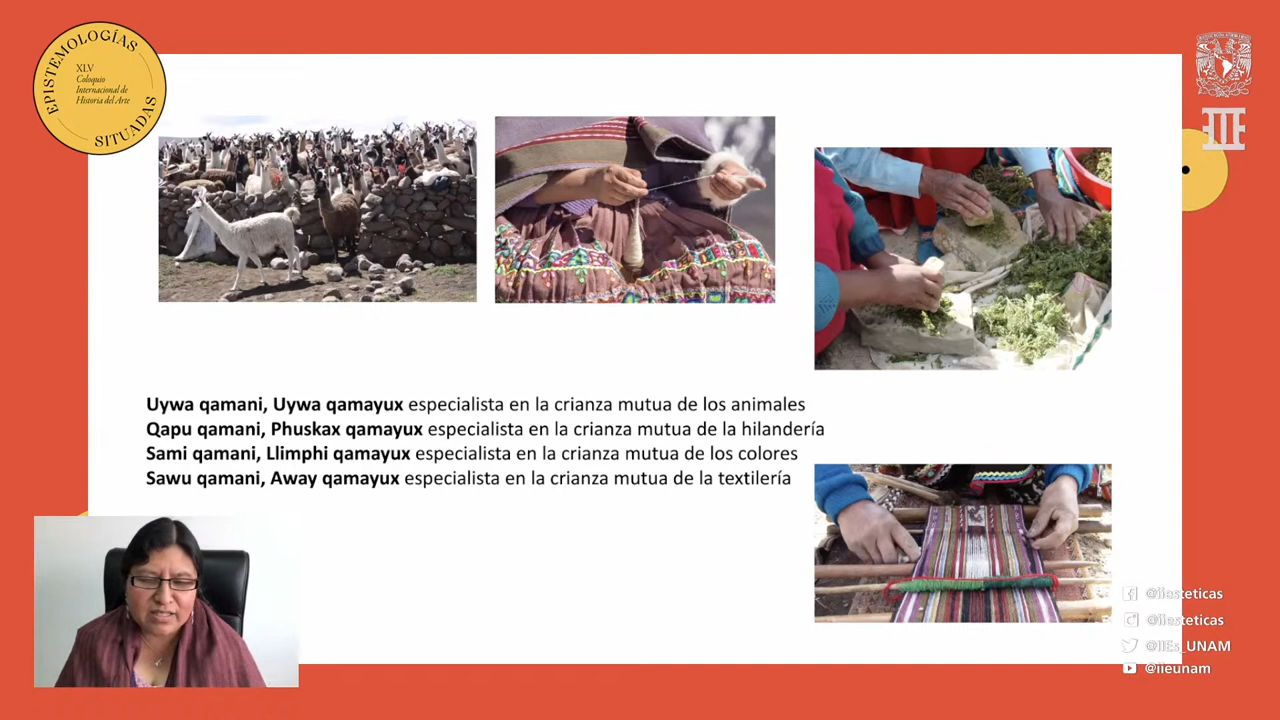 EPISTEMOLOGÍAS
XLV
Coloquio
Internacional de
Historia del Arte
SITUADAS
Uywa qamani, Uywa qamayux especialista en la crianza mutua de los animales
Qapu qamani, Phuskax qamayux especialista en la crianza mutua de la hilandería
Sami qamani, Llimphi qamayux especialista en la crianza mutua de los colores
Sawu qamani, Away qamayux especialista en la crianza mutua de la textilería
@iiesteticas
@iiesteticas
@IIEs_UNAM
@iieunam